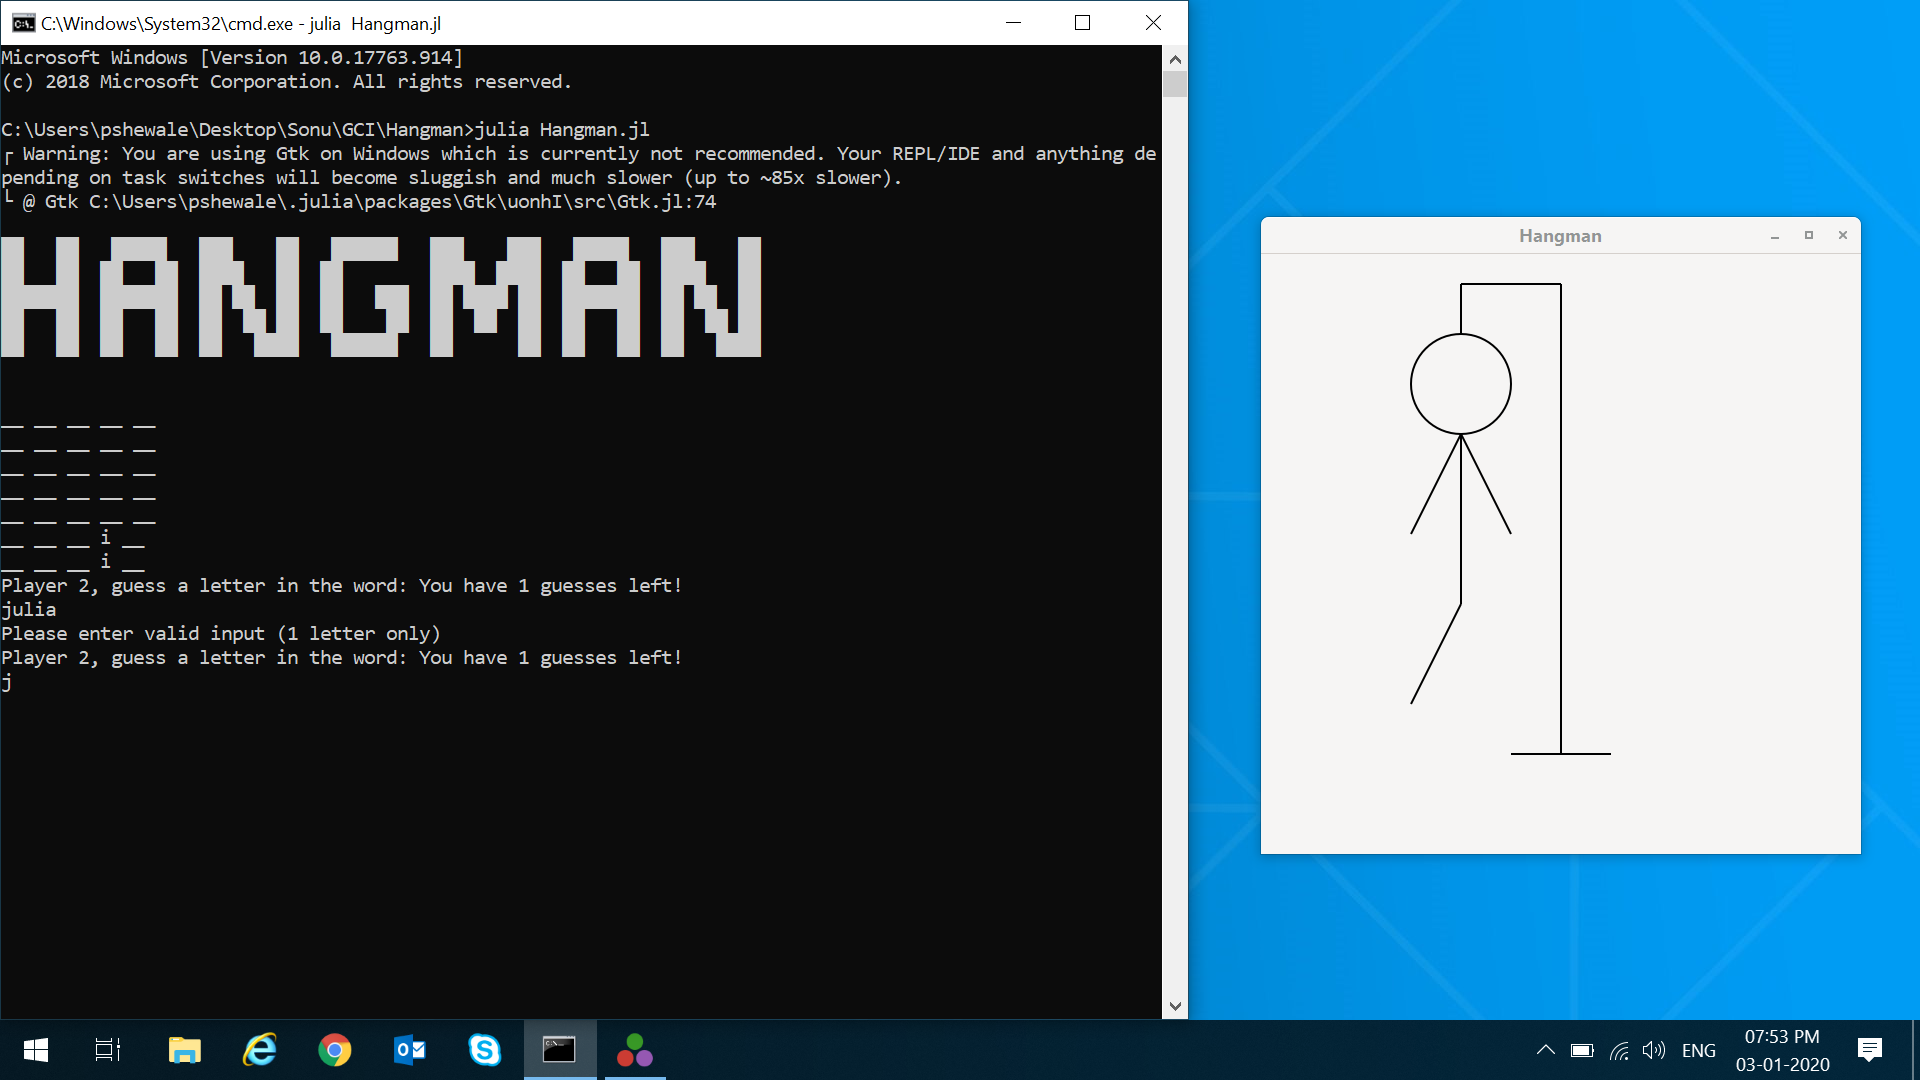 C:\Windows\System32\cmd.exe - julia  Hangman.jl
Microsoft Windows [Version 10.0.17763.914]
(c) 2018 Microsoft Corporation. All rights reserved.
C:\Users\pshewale\Desktop\Sonu\GCI\Hangman>julia Hangman.jl
┌ Warning: You are using Gtk on Windows which is currently not recommended. Your REPL/IDE and anything de
pending on task switches will become sluggish and much slower (up to ~85x slower).
└ @ Gtk C:\Users\pshewale\.julia\packages\Gtk\uonhI\src\Gtk.jl:74
HANGMAN
__ __ __ __ __
__ __ __ __ __
__ __ __ __ __
__ __ __ __ __
__ __ __ __ __
__ __ __ i __
__ __ __ i __
Player 2, guess a letter in the word: You have 1 guesses left!
julia
Please enter valid input (1 letter only)
Player 2, guess a letter in the word: You have 1 guesses left!
j
Hangman
ENG
07:53 PM
03-01-2020